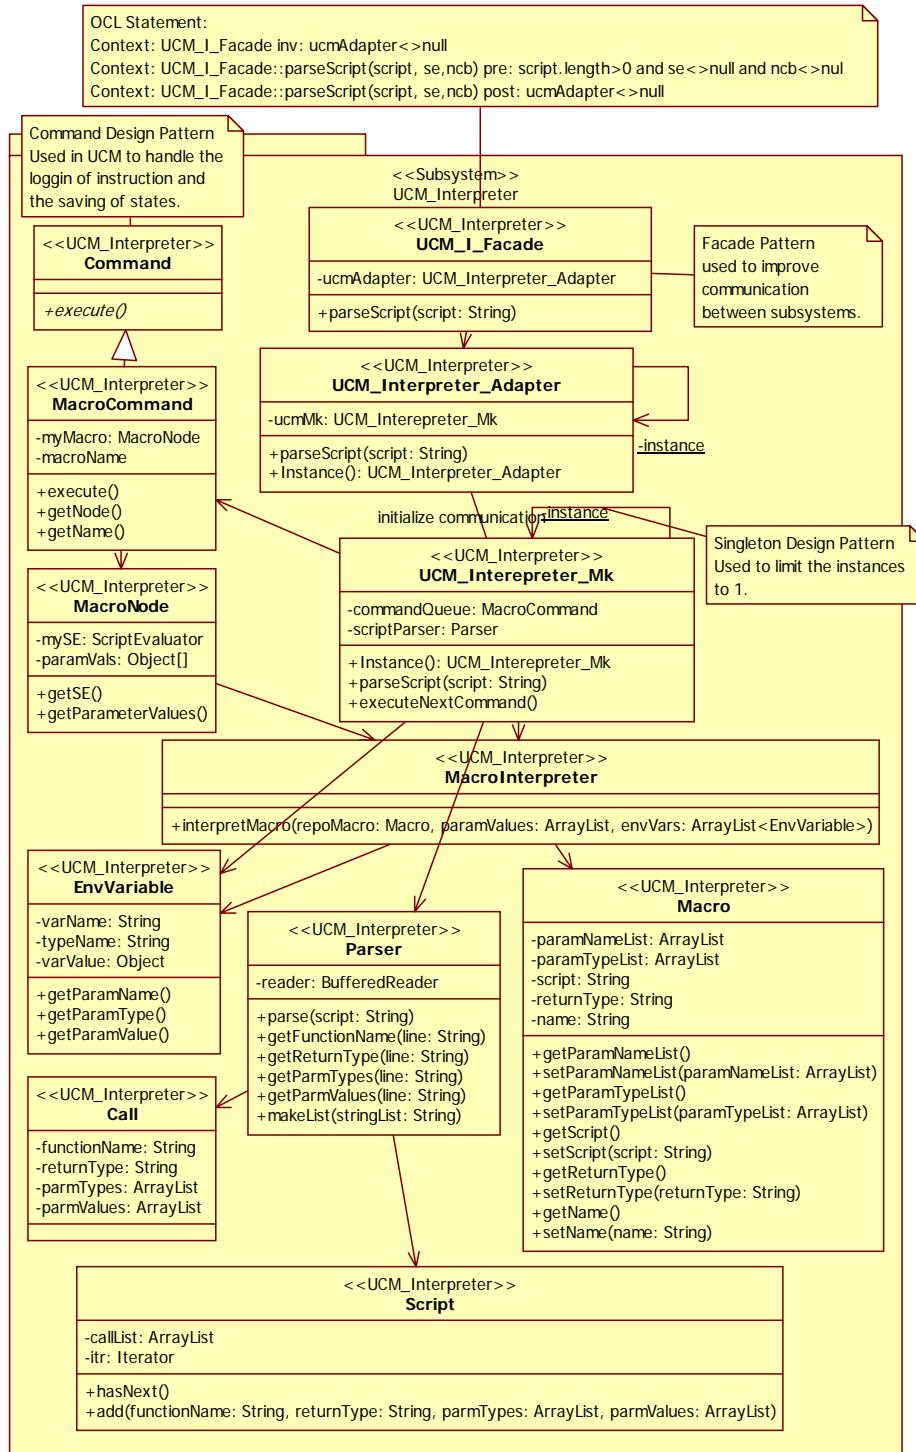 OCL Statement:
Context: UCM_I_Facade inv: ucmAdapter<>null
Context: UCM_I_Facade::parseScript(script, se,ncb) pre: script.length>0 and se<>null and ncb<>nul
Context: UCM_I_Facade::parseScript(script, se,ncb) post: ucmAdapter<>null
Command Design Pattern
Used in UCM to handle the
loggin of instruction and
the saving of states.
<<Subsystem>>
UCM_Interpreter
<<UCM_Interpreter>>
Command
+execute()
<<UCM_Interpreter>>
UCM_I_Facade
-ucmAdapter: UCM_Interpreter_Adapter
+parseScript(script: String)
Facade Pattern
used to improve
communication
between subsystems.
<<UCM_Interpreter>>
UCM_Interpreter_Adapter
-ucmMk: UCM_Interepreter_Mk
+parseScript(script: String)
+Instance(): UCM_Interpreter_Adapter
-instance
<<UCM_Interpreter>>
MacroCommand
-myMacro: MacroNode
-macroName
+execute()
+getNode()
+getName()
initialize communication
-instance
Singleton Design Pattern
Used to limit the instances
to 1.
<<UCM_Interpreter>>
UCM_Interepreter_Mk
-commandQueue: MacroCommand
-scriptParser: Parser
+Instance(): UCM_Interepreter_Mk
+parseScript(script: String)
+executeNextCommand()
<<UCM_Interpreter>>
MacroNode
-mySE: ScriptEvaluator
-paramVals: Object[]
+getSE()
+getParameterValues()
<<UCM_Interpreter>>
MacroInterpreter
+interpretMacro(repoMacro: Macro, paramValues: ArrayList, envVars: ArrayList<EnvVariable>)
<<UCM_Interpreter>>
EnvVariable
-varName: String
-typeName: String
-varValue: Object
+getParamName()
+getParamType()
+getParamValue()
<<UCM_Interpreter>>
Parser
-reader: BufferedReader
+parse(script: String)
+getFunctionName(line: String)
+getReturnType(line: String)
+getParmTypes(line: String)
+getParmValues(line: String)
+makeList(stringList: String)
<<UCM_Interpreter>>
Macro
-paramNameList: ArrayList
-paramTypeList: ArrayList
-script: String
-returnType: String
-name: String
+getParamNameList()
+setParamNameList(paramNameList: ArrayList)
+getParamTypeList()
+setParamTypeList(paramTypeList: ArrayList)
+getScript()
+setScript(script: String)
+getReturnType()
+setReturnType(returnType: String)
+getName()
+setName(name: String)
<<UCM_Interpreter>>
Call
-functionName: String
-returnType: String
-parmTypes: ArrayList
-parmValues: ArrayList
<<UCM_Interpreter>>
Script
-callList: ArrayList
-itr: Iterator
+hasNext()
+add(functionName: String, returnType: String, parmTypes: ArrayList, parmValues: ArrayList)